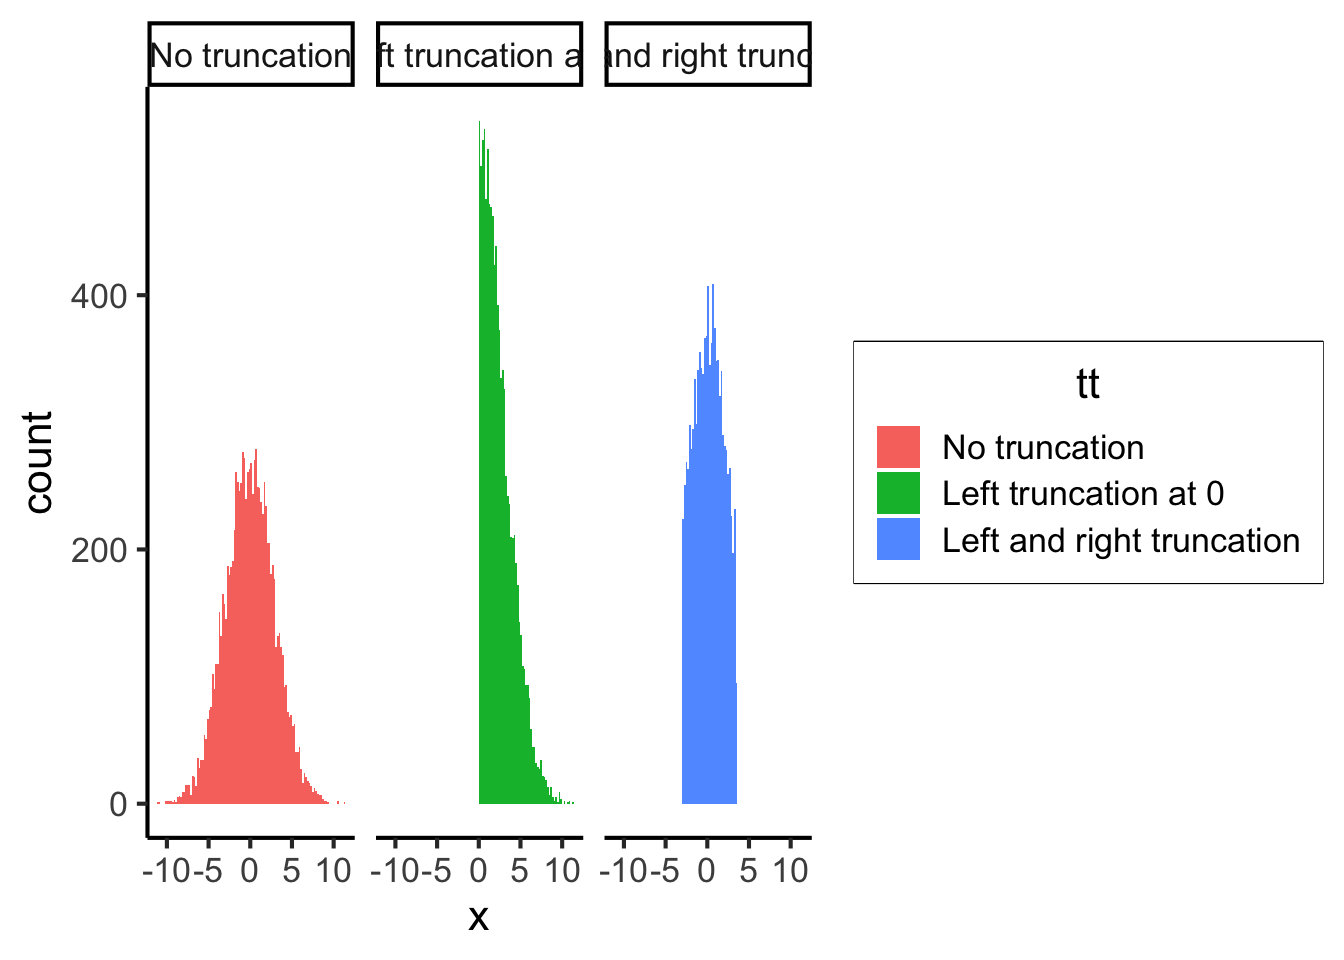 No truncation
ft truncation a
and right trunc
400
200
0
count
-10 -5 0 5 10
-10 -5 0 5 10
-10 -5 0 5 10
x
tt
No truncation
Left truncation at 0
Left and right truncation